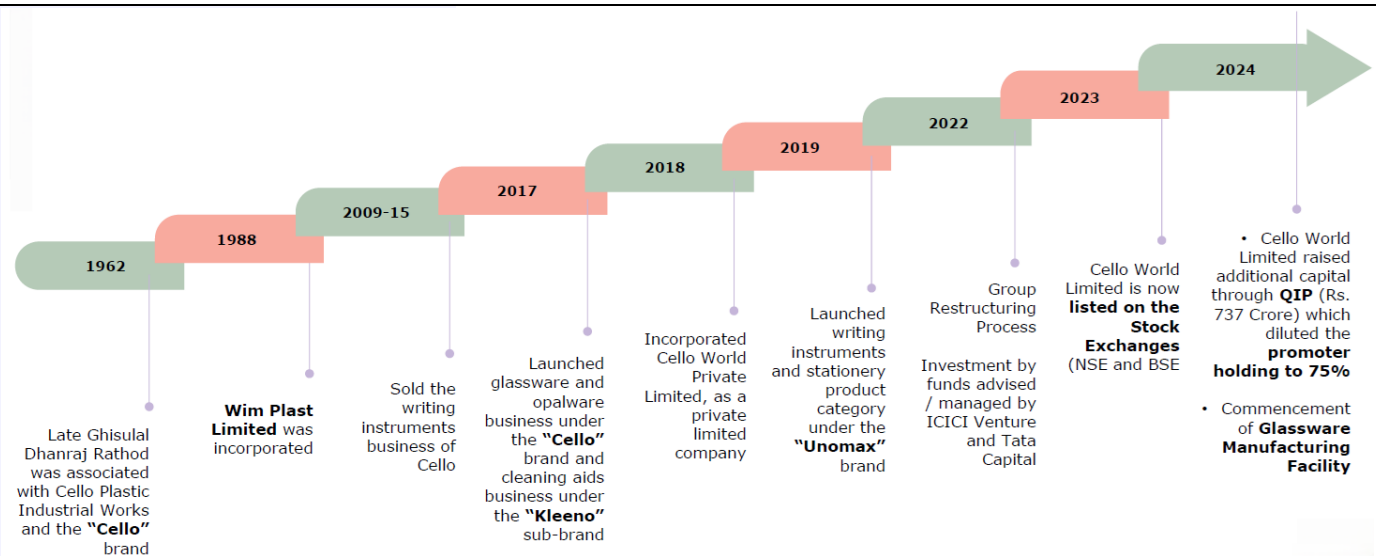 1962
Late Ghisulal
Dhanraj Rathod
was associated
with Cello Plastic
Industrial Works
and the “Cello”
brand
1988
Wim Plast
Limited was
incorporated
2009-15
Sold the
writing
instruments
business of
Cello
2017
Launched
glassware and
opalware
business under
the “Cello”
brand and
cleaning aids
business under
the “Kleeno”
sub-brand
2018
Incorporated
Cello World
Private
Limited, as a
private
limited
company
2019
Launched
writing
instruments
and stationery
product
category
under the
“Unomax”
brand
2022
Group
Restructuring
Process
Investment by
funds advised
/ managed by
ICICI Venture
and Tata
Capital
2023
Cello World
Limited is now
listed on the
Stock
Exchanges
(NSE and BSE
2024
• Cello World
Limited raised
additional capital
through QIP (Rs.
737 Crore) which
diluted the
promoter
holding to 75%
• Commencement
of Glassware
Manufacturing
Facility